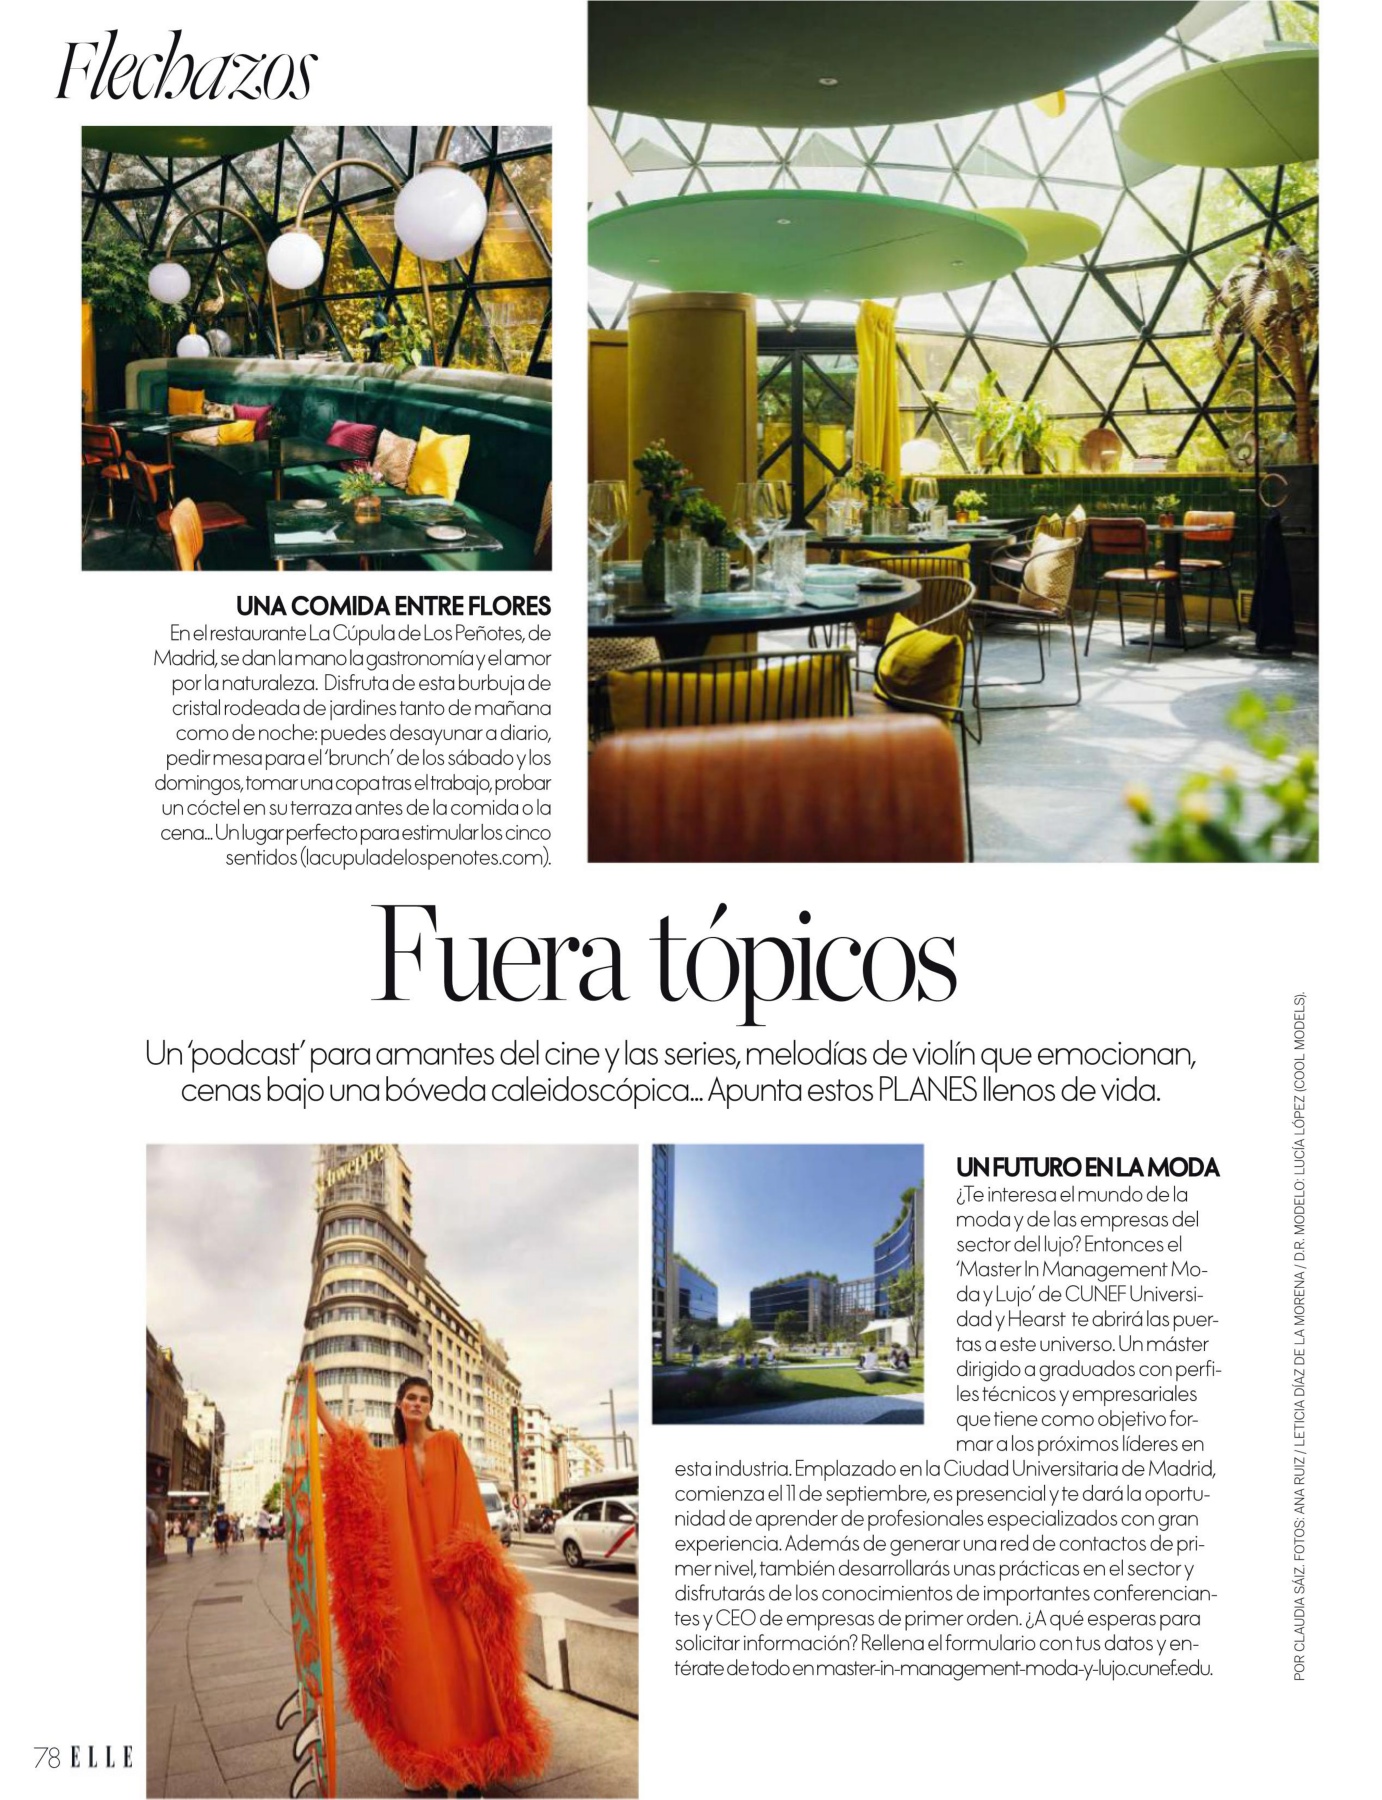 Flechazos
UNA COMIDA ENTRE FLORES
En el restaurante La Cúpula de Los Peñotes, de
Madrid, se dan la mano la gastronomía y el amor
por la naturaleza. Disfruta de esta burbuja de
cristal rodeada de jardines tanto de mañana
como de noche: puedes desayunar a diario,
pedir mesa para el 'brunch' de los sábado y los
domingos, tomar una copa tras el trabajo, probar
un cóctel en su terraza antes de la comida o la
cena... Un lugar perfecto para estimular los cinco
sentidos (lacupuladelospenotes.com).
Fuera tópicos
Un 'podcast' para amantes del cine y las series, melodías de violín que emocionan,
cenas bajo una bóveda caleidoscópica... Apunta estos PLANES llenos de vida.
Schweppes
UN FUTURO EN LA MODA
¿Te interesa el mundo de la
moda y de las empresas del
sector del lujo? Entonces el
'Master In Management Mo-
da y Lujo' de CUNEF Universi-
dad y Hearst te abrirá las puer-
tas a este universo. Un máster
dirigido a graduados con perfi-
les técnicos y empresariales
que tiene como objetivo for-
mar a los próximos líderes en
esta industria. Emplazado en la Ciudad Universitaria de Madrid,
comienza el 11 de septiembre, es presencial y te dará la oportu-
nidad de aprender de profesionales especializados con gran
experiencia. Además de generar una red de contactos de pri-
mer nivel, también desarrollarás unas prácticas en el sector y
disfrutarás de los conocimientos de importantes conferencian-
tes y CEO de empresas de primer orden. ¿A qué esperas para
solicitar información? Rellena el formulario con tus datos y en-
térate de todo en master-in-management-moda-y-lujo.cunef.edu.
POR CLAUDIA SÁIZ. FOTOS: ANA RUIZ / LETICIA DÍAZ DE LA MORENA / D.R. MODELO: LUCÍA LÓPEZ (COOL MODELS).
78 ELLE